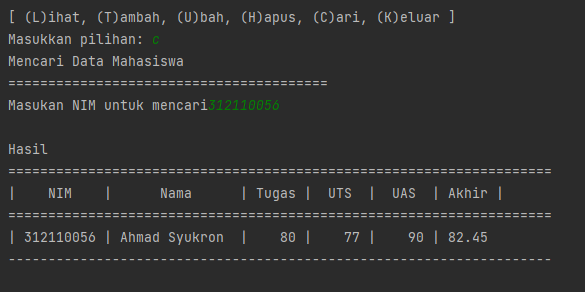 [ (L)ihat, (T)ambah, (U)bah, (H)apus, (C)ari, (K)eluar ]
Masukkan pilihan: c
Mencari Data Mahasiswa
========================================
Masukan NIM untuk mencari312110056
Hasil
====================================================================
|    NIM    |      Nama      | Tugas |  UTS  |  UAS  | Akhir |
====================================================================
| 312110056 | Ahmad Syukron  |    80 |    77 |    90 | 82.45
--------------------------------------------------------------------